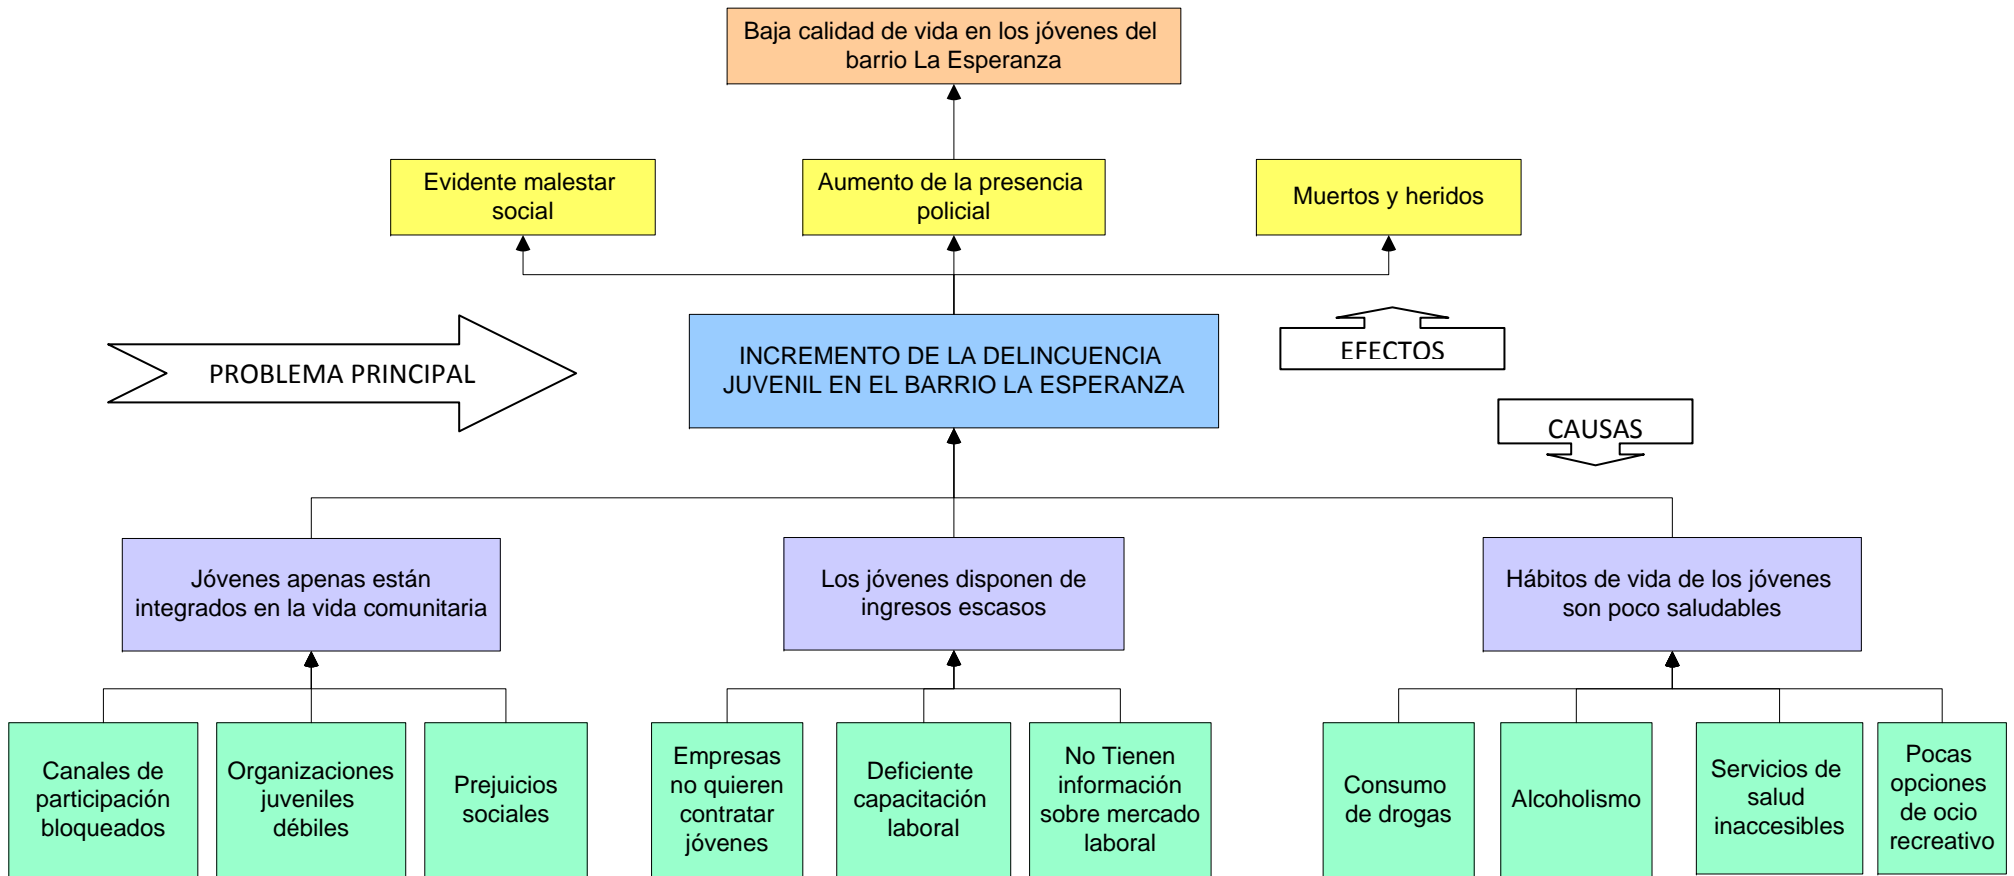 Baja calidad de vida en los jóvenes del
barrio La Esperanza
Evidente malestar
social
Aumento de la presencia
policial
Muertos y heridos
PROBLEMA PRINCIPAL
INCREMENTO DE LA DELINCUENCIA
JUVENIL EN EL BARRIO LA ESPERANZA
EFECTOS
CAUSAS
Jóvenes apenas están
integrados en la vida comunitaria
Los jóvenes disponen de
ingresos escasos
Hábitos de vida de los jóvenes
son poco saludables
Canales de
participación
bloqueados
Organizaciones
juveniles
débiles
Prejuicios
sociales
Empresas
no quieren
contratar
jóvenes
Deficiente
capacitación
laboral
No Tienen
información
sobre mercado
laboral
Consumo
de drogas
Alcoholismo
Servicios de
salud
inaccesibles
Pocas
opciones
de ocio
recreativo